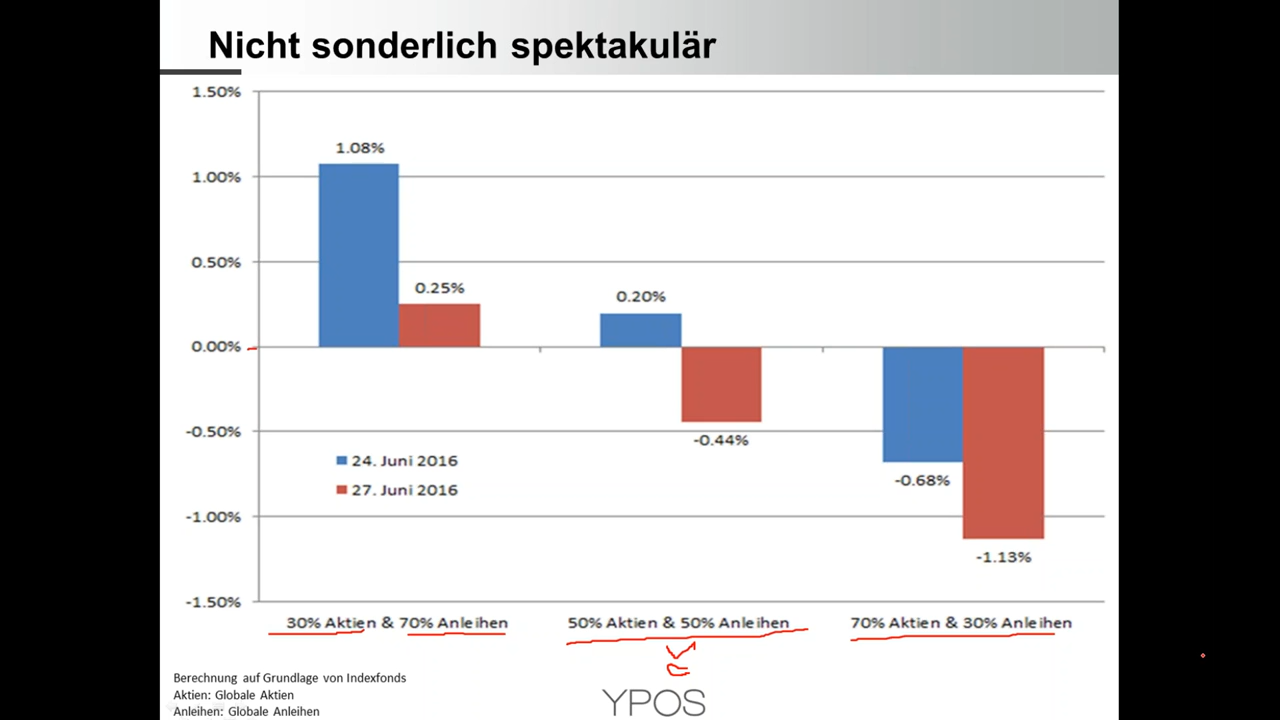 Nicht sonderlich spektakulär
1.50%
1.08%
1.00%
0.50%
0.25%
0.20%
0.00%
-0.50%
-0.44%
24. Juni 2016
-0.68%
27. Juni 2016
-1.00%
-1.13%
-1.50%
30% Aktien & 70% Anleihen
50% Aktien & 50% Anleihen
70% Aktien & 30% Anleihen
Berechnung auf Grundlage von Indexfonds
Aktien: Globale Aktien
Anleihen: Globale Anleihen
YPOS